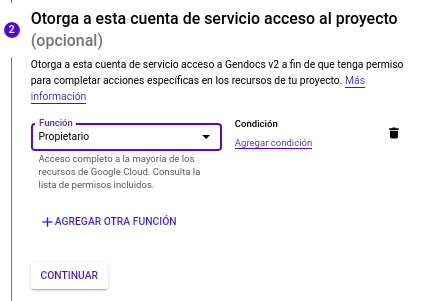 2
Otorga a esta cuenta de servicio acceso al proyecto
(opcional)
Otorga a esta cuenta de servicio acceso a Gendocs v2 a fin de que tenga permiso
para completar acciones específicas en los recursos de tu proyecto. Más
información
Función
Propietario
Condición
Agregar condición
Acceso completo a la mayoría de los
recursos de Google Cloud. Consulta la
lista de permisos incluidos.
AGREGAR OTRA FUNCIÓN
CONTINUAR